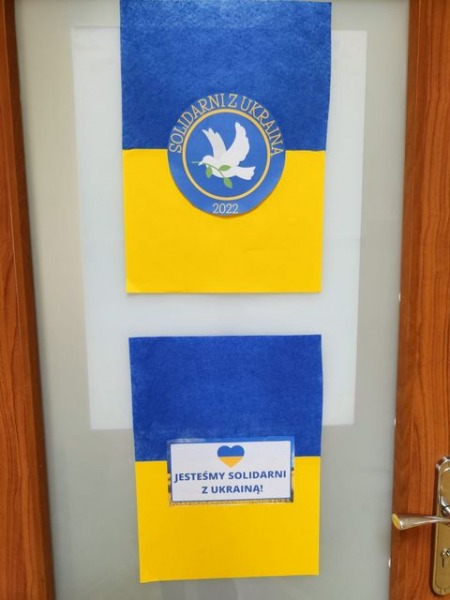 SOLIDARNI Z UKRAINA
2022
JESTEŚMY SOLIDARNI
Z UKRAINĄ!